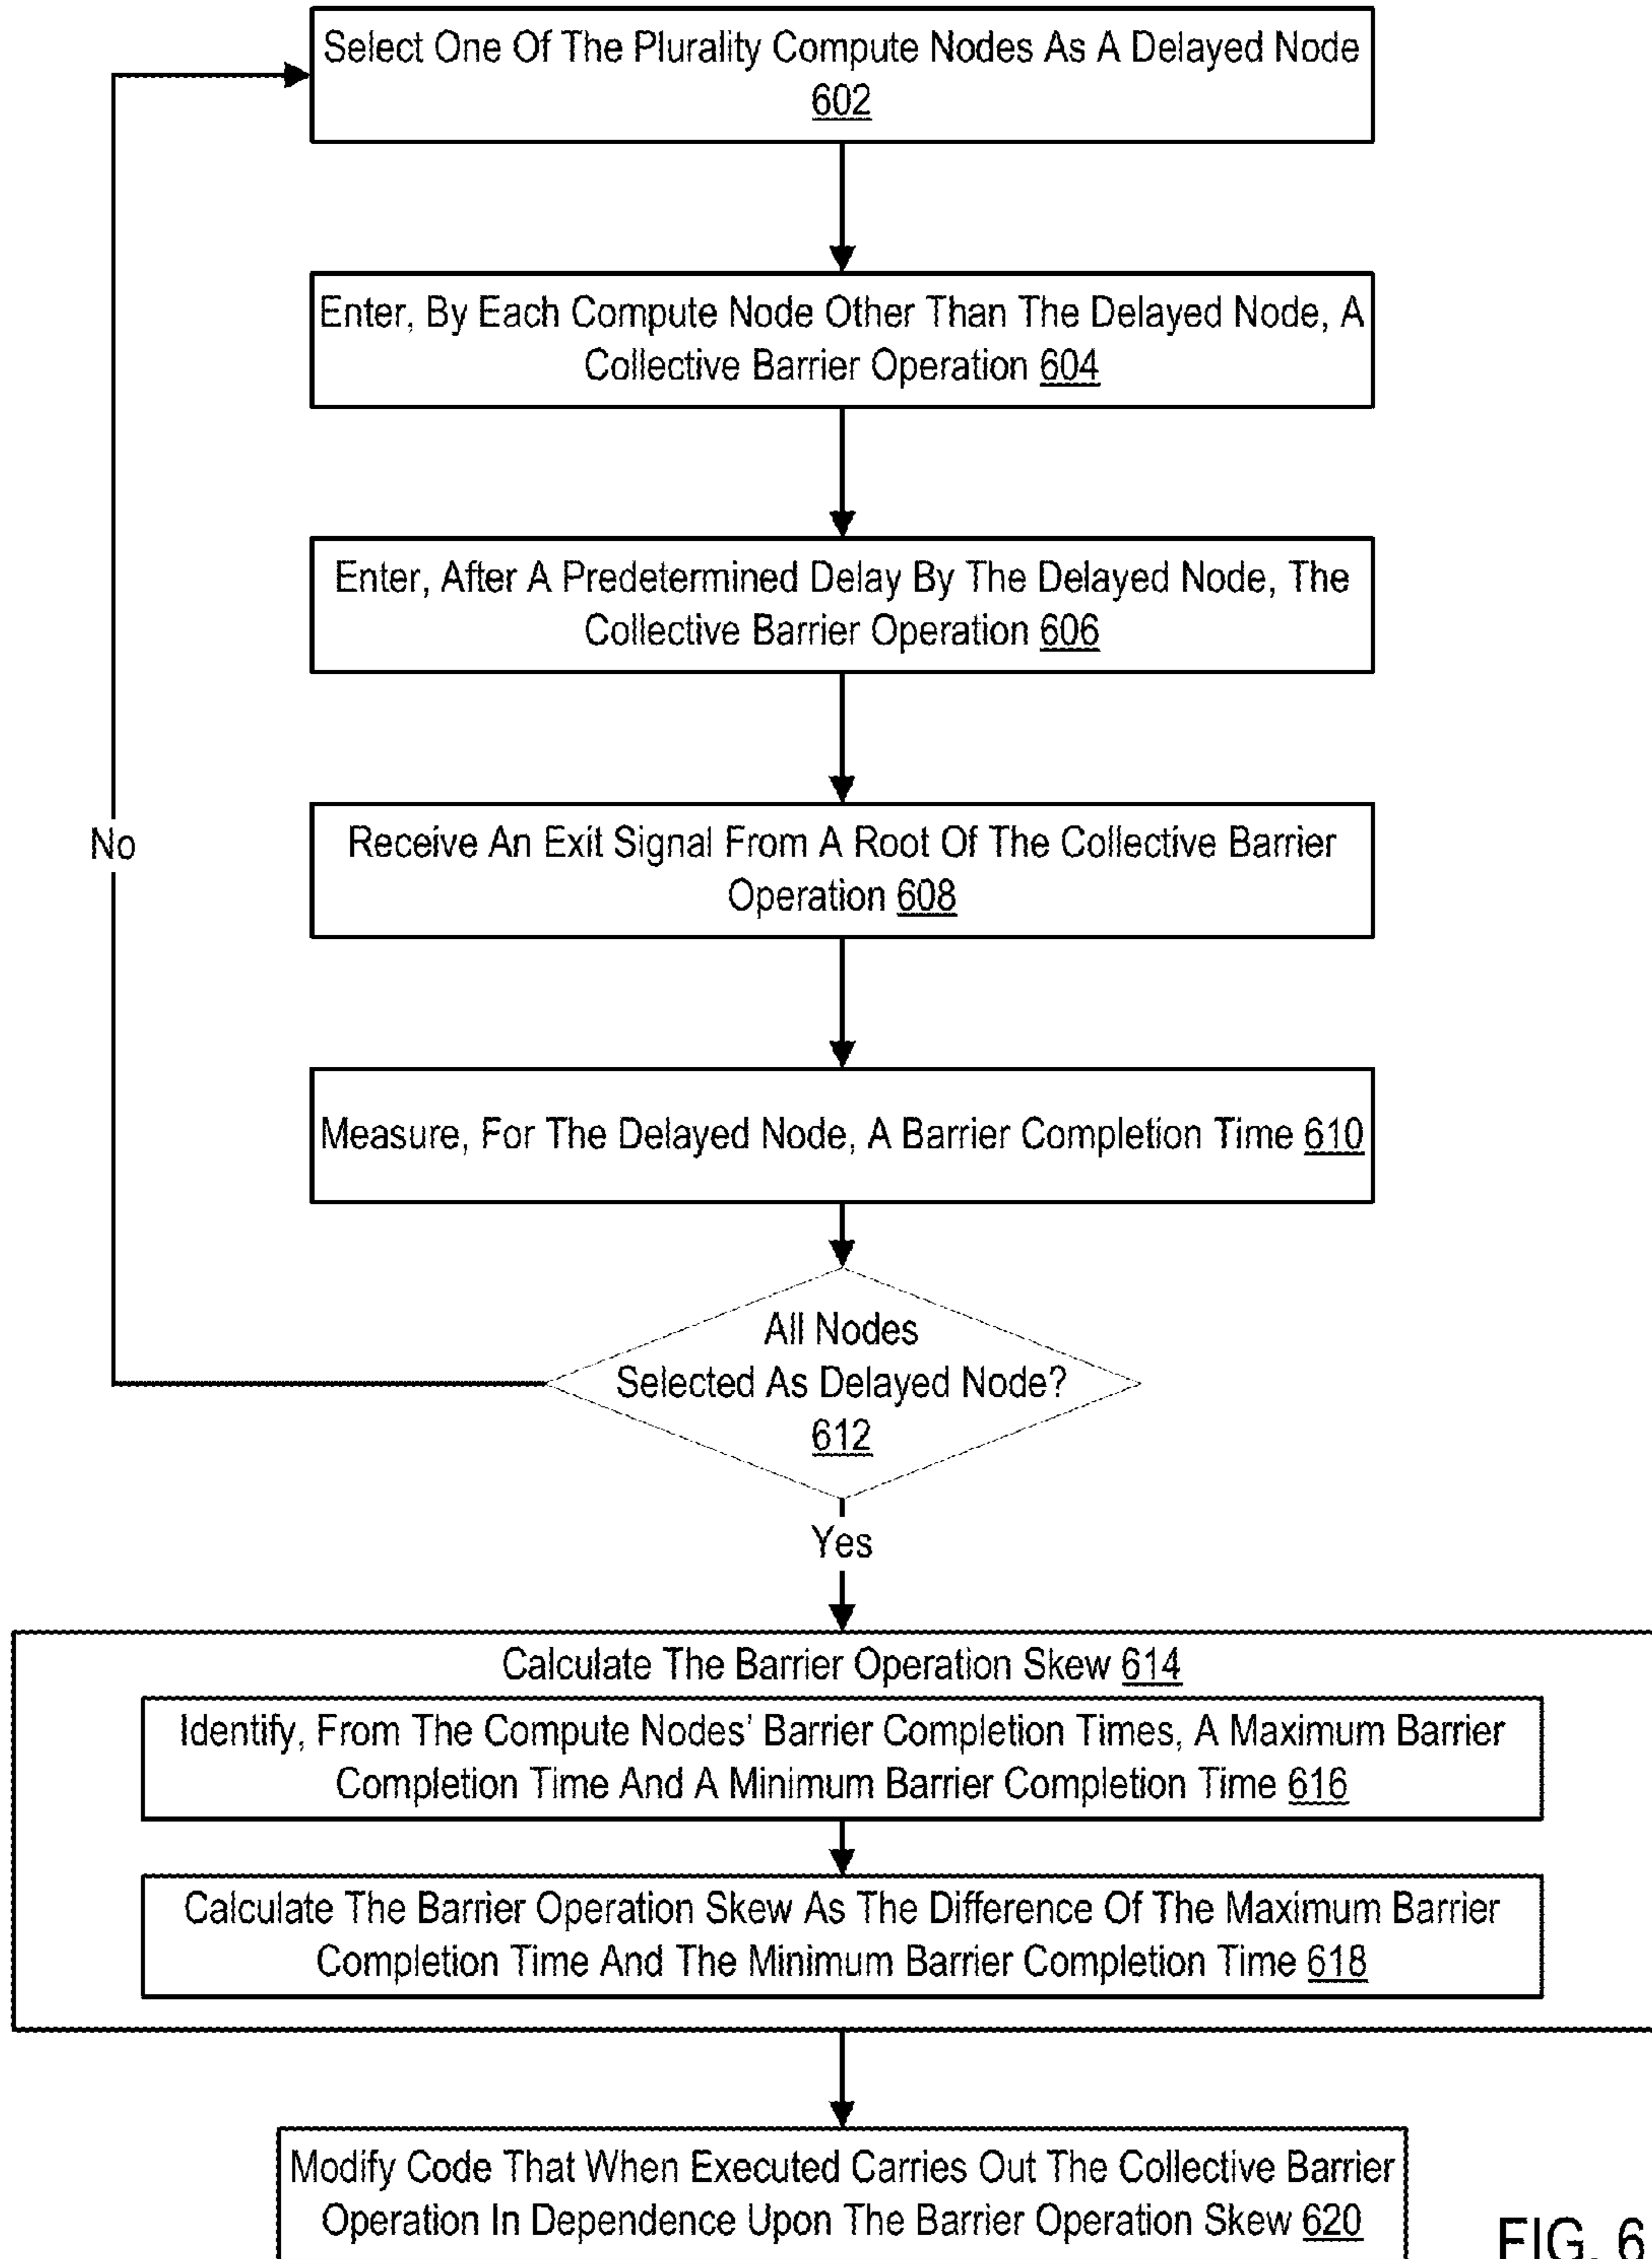 Select One Of The Plurality Compute Nodes As A Delayed Node
602
Enter, By Each Compute Node Other Than The Delayed Node, A
Collective Barrier Operation 604
Enter, After A Predetermined Delay By The Delayed Node, The
Collective Barrier Operation 606
No
Receive An Exit Signal From A Root Of The Collective Barrier
Operation 608
Measure, For The Delayed Node, A Barrier Completion Time 610
All Nodes
Selected As Delayed Node?
612
Yes
Calculate The Barrier Operation Skew 614
Identify, From The Compute Nodes' Barrier Completion Times, A Maximum Barrier
Completion Time And A Minimum Barrier Completion Time 616
Calculate The Barrier Operation Skew As The Difference Of The Maximum Barrier
Completion Time And The Minimum Barrier Completion Time 618
Modify Code That When Executed Carries Out The Collective Barrier
Operation In Dependence Upon The Barrier Operation Skew 620
FIG. 6